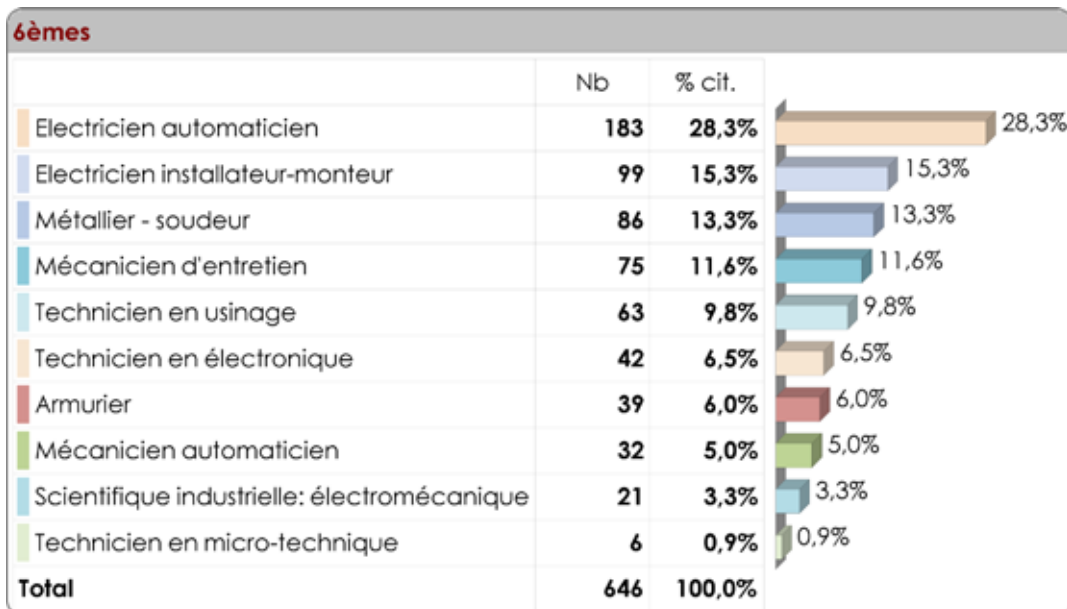 6èmes
Nb % cit.
Electricien automaticien 183 28,3% 28,3%
Electricien installateur-monteur 99 15,3% 15,3%
Métallier - soudeur 86 13,3% 13,3%
Mécanicien d'entretien 75 11,6% 11,6%
Technicien en usinage 63 9,8% 9,8%
Technicien en électronique 42 6,5% 6,5%
Armurier 39 6,0% 6,0%
Mécanicien automaticien 32 5,0% 5,0%
Scientifique industrielle: électromécanique 21 3,3% 3,3%
Technicien en micro-technique 6 0,9% 0,9%
Total 646 100,0%